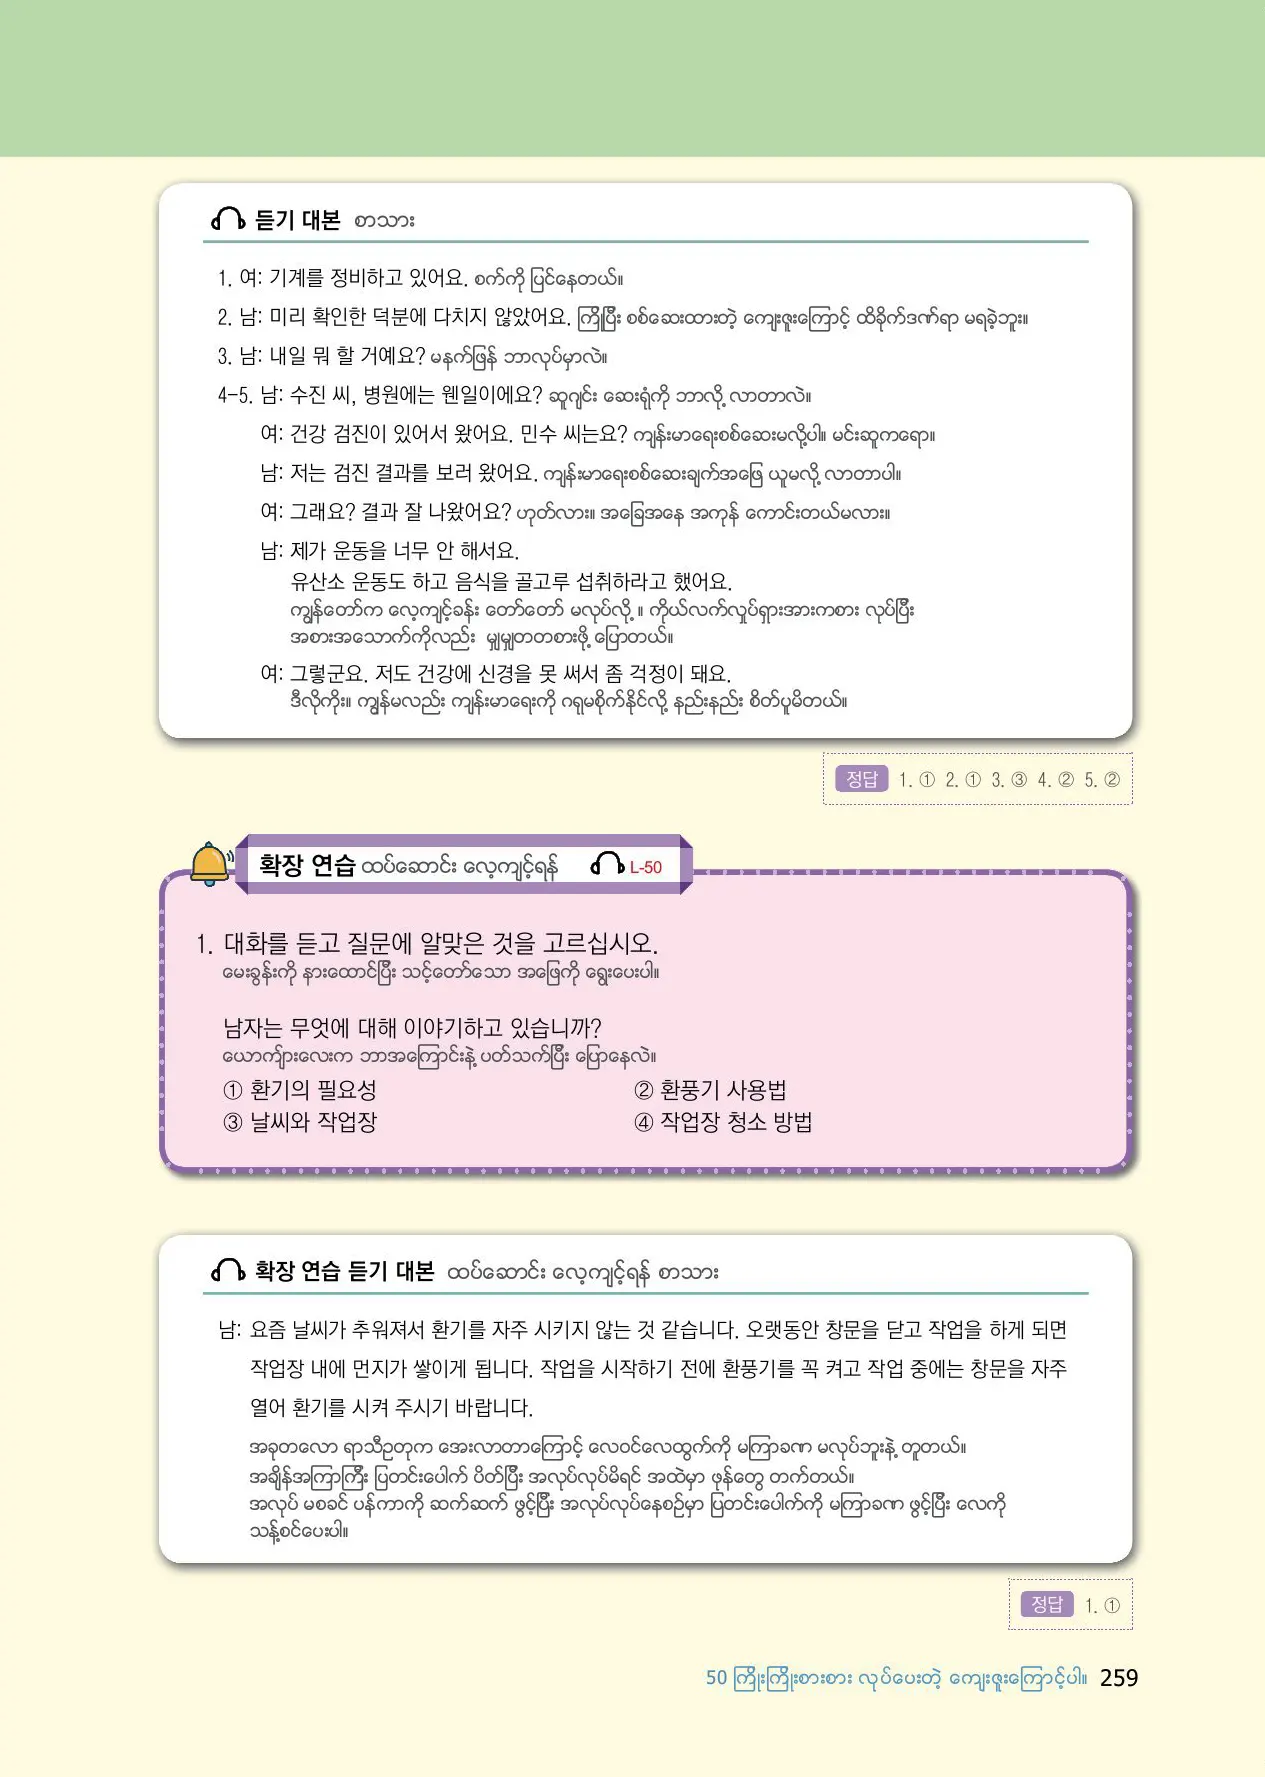 듣기 대본 စာသား
1. 여: 기계를 정비하고 있어요. စက်ကို ပြင်နေတယ်။
2. 남: 미리 확인한 덕분에 다치지 않았어요. ကြိုပြီး စစ်ဆေးထားတဲ့ ကျေးဇူးကြောင့် ထိခိုက်ဒဏ်ရာ မရခဲ့ဘူး။
3. 남: 내일 뭐 할 거예요? မနက်ဖြန် ဘာလုပ်မှာလဲ။
4-5. 남: 수진 씨, 병원에는 웬일이에요? ဆူဂျင်း ဆေးရုံကို ဘာလို့ လာတာလဲ။
여: 건강 검진이 있어서 왔어요. 민수 씨는요? ကျန်းမာရေးစစ်ဆေးမလို့ပါ။ မင်းဆူကရော။
남: 저는 검진 결과를 보러 왔어요. ကျန်းမာရေးစစ်ဆေးချက်အဖြေ ယူမလို့ လာတာပါ။
여: 그래요? 결과 잘 나왔어요? ဟုတ်လား။ အခြေအနေ အကုန် ကောင်းတယ်မလား။
남: 제가 운동을 너무 안 해서요.
유산소 운동도 하고 음식을 골고루 섭취하라고 했어요.
ကျွန်တော်က လေ့ကျင့်ခန်း တော်တော် မလုပ်လို့ ။ ကိုယ်လက်လှုပ်ရှားအားကစား လုပ်ပြီး
အစားအသောက်ကိုလည်း မျှမျှတတစားဖို့ ပြောတယ်။
여: 그렇군요. 저도 건강에 신경을 못 써서 좀 걱정이 돼요.
ဒီလိုကိုး။ ကျွန်မလည်း ကျန်းမာရေးကို ဂရုမစိုက်နိုင်လို့ နည်းနည်း စိတ်ပူမိတယ်။
정답 1. ① 2. ① 3. ③ 4. ② 5. ②
확장 연습 ထပ်ဆောင်း လေ့ကျင့်ရန် L-50
1. 대화를 듣고 질문에 알맞은 것을 고르십시오.
မေးခွန်းကို နားထောင်ပြီး သင့်တော်သော အဖြေကို ရွေးပေးပါ။
남자는 무엇에 대해 이야기하고 있습니까?
ယောကျ်ားလေးက ဘာအကြောင်းနဲ့ ပတ်သက်ပြီး ပြောနေလဲ။
① 환기의 필요성 ② 환풍기 사용법
③ 날씨와 작업장 ④ 작업장 청소 방법
확장 연습 듣기 대본 ထပ်ဆောင်း လေ့ကျင့်ရန် စာသား
남: 요즘 날씨가 추워져서 환기를 자주 시키지 않는 것 같습니다. 오랫동안 창문을 닫고 작업을 하게 되면
작업장 내에 먼지가 쌓이게 됩니다. 작업을 시작하기 전에 환풍기를 꼭 켜고 작업 중에는 창문을 자주
열어 환기를 시켜 주시기 바랍니다.
အခုတလော ရာသီဥတုက အေးလာတာကြောင့် လေဝင်လေထွက်ကို မကြာခဏ မလုပ်ဘူးနဲ့ တူတယ်။
အချိန်အကြာကြီး ပြတင်းပေါက် ပိတ်ပြီး အလုပ်လုပ်မိရင် အထဲမှာ ဖုန်တွေ တက်တယ်။
အလုပ် မစခင် ပန်ကာကို ဆက်ဆက် ဖွင့်ပြီး အလုပ်လုပ်နေစဉ်မှာ ပြတင်းပေါက်ကို မကြာခဏ ဖွင့်ပြီး လေကို
သန့်စင်ပေးပါ။
정답 1. ①
50 ကြိုးကြိုးစားစား လုပ်ပေးတဲ့ ကျေးဇူးကြောင့်ပါ။ 259